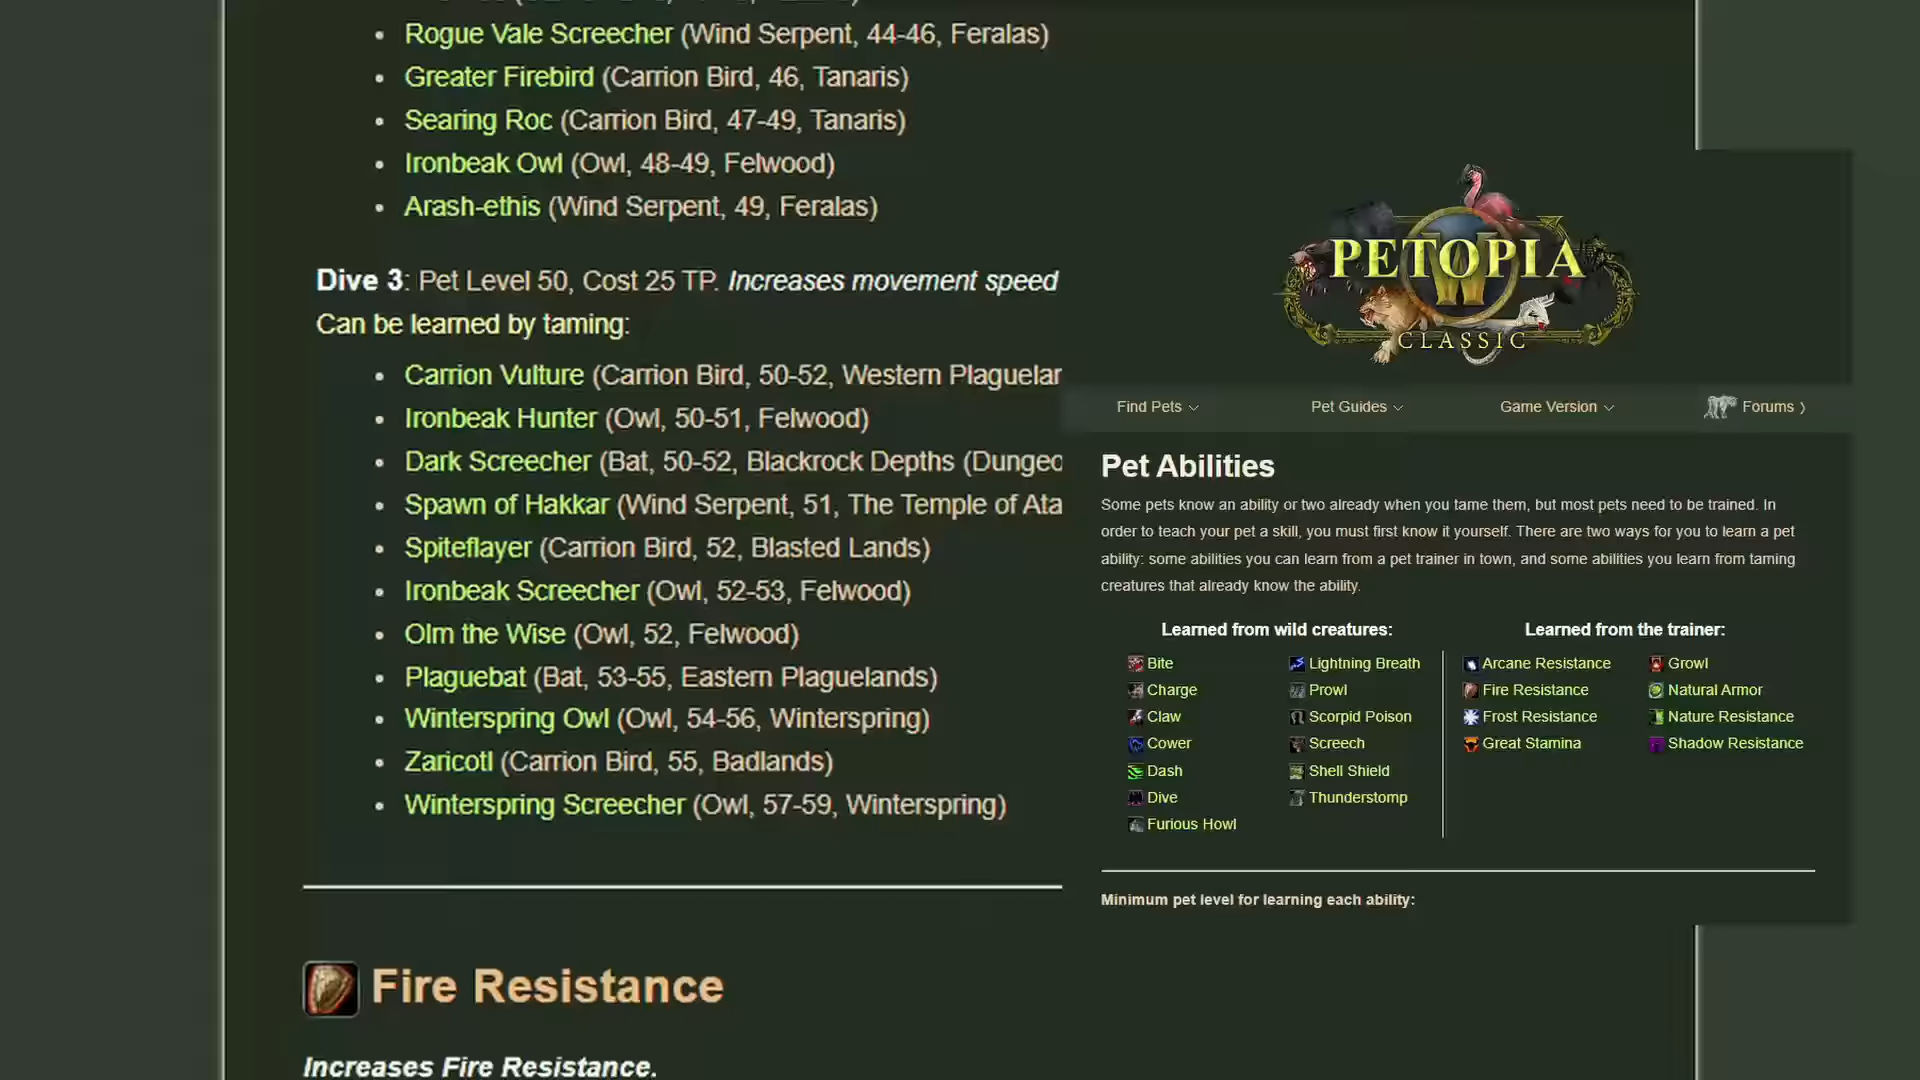 Rogue Vale Screecher (Wind Serpent, 44-46, Feralas)
Greater Firebird (Carrion Bird, 46, Tanaris)
Searing Roc (Carrion Bird, 47-49, Tanaris)
Ironbeak Owl (Owl, 48-49, Felwood)
Arash-ethis (Wind Serpent, 49, Feralas)
Dive 3: Pet Level 50, Cost 25 TP. Increases movement speed
Can be learned by taming:
Carrion Vulture (Carrion Bird, 50-52, Western Plaguelan
Ironbeak Hunter (Owl, 50-51, Felwood)
Dark Screecher (Bat, 50-52, Blackrock Depths (Dungeo
Spawn of Hakkar (Wind Serpent, 51, The Temple of Ata
Spiteflayer (Carrion Bird, 52, Blasted Lands)
Ironbeak Screecher (Owl, 52-53, Felwood)
Olm the Wise (Owl, 52, Felwood)
Plaguebat (Bat, 53-55, Eastern Plaguelands)
Winterspring Owl (Owl, 54-56, Winterspring)
Zaricotl (Carrion Bird, 55, Badlands)
Winterspring Screecher (Owl, 57-59, Winterspring)
Fire Resistance
Increases Fire Resistance.
PETOPIA
W
CLASSIC
Find Pets Pet Guides Game Version Forums
Pet Abilities
Some pets know an ability or two already when you tame them, but most pets need to be trained. In
order to teach your pet a skill, you must first know it yourself. There are two ways for you to learn a pet
ability: some abilities you can learn from a pet trainer in town, and some abilities you learn from taming
creatures that already know the ability.
Learned from wild creatures:
Bite Lightning Breath
Charge Prowl
Claw Scorpid Poison
Cower Screech
Dash Shell Shield
Dive Thunderstomp
Furious Howl
Learned from the trainer:
Arcane Resistance Growl
Fire Resistance Natural Armor
Frost Resistance Nature Resistance
Great Stamina Shadow Resistance
Minimum pet level for learning each ability: